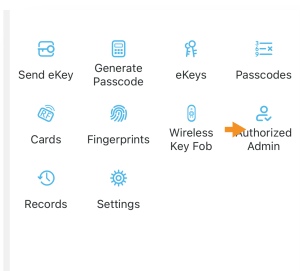 Send eKey
Generate
Passcode
eKeys
Passcodes
Cards
Fingerprints
Wireless
Key Fob
Authorized
Admin
Records
Settings